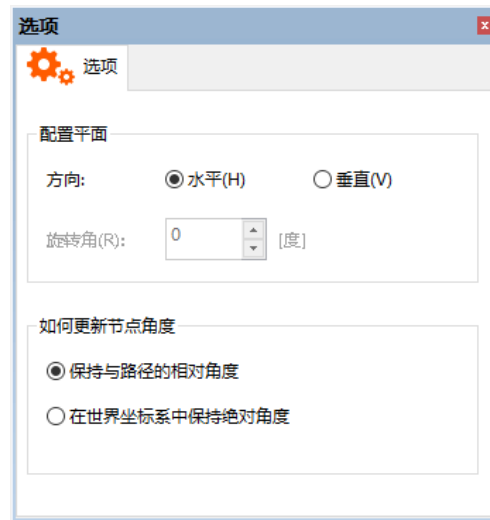 选项
选项
配置平面
方向: 水平(H) 垂直(V)
旋转角(R): 0 [度]
如何更新节点角度
保持与路径的相对角度
在世界坐标系中保持绝对角度